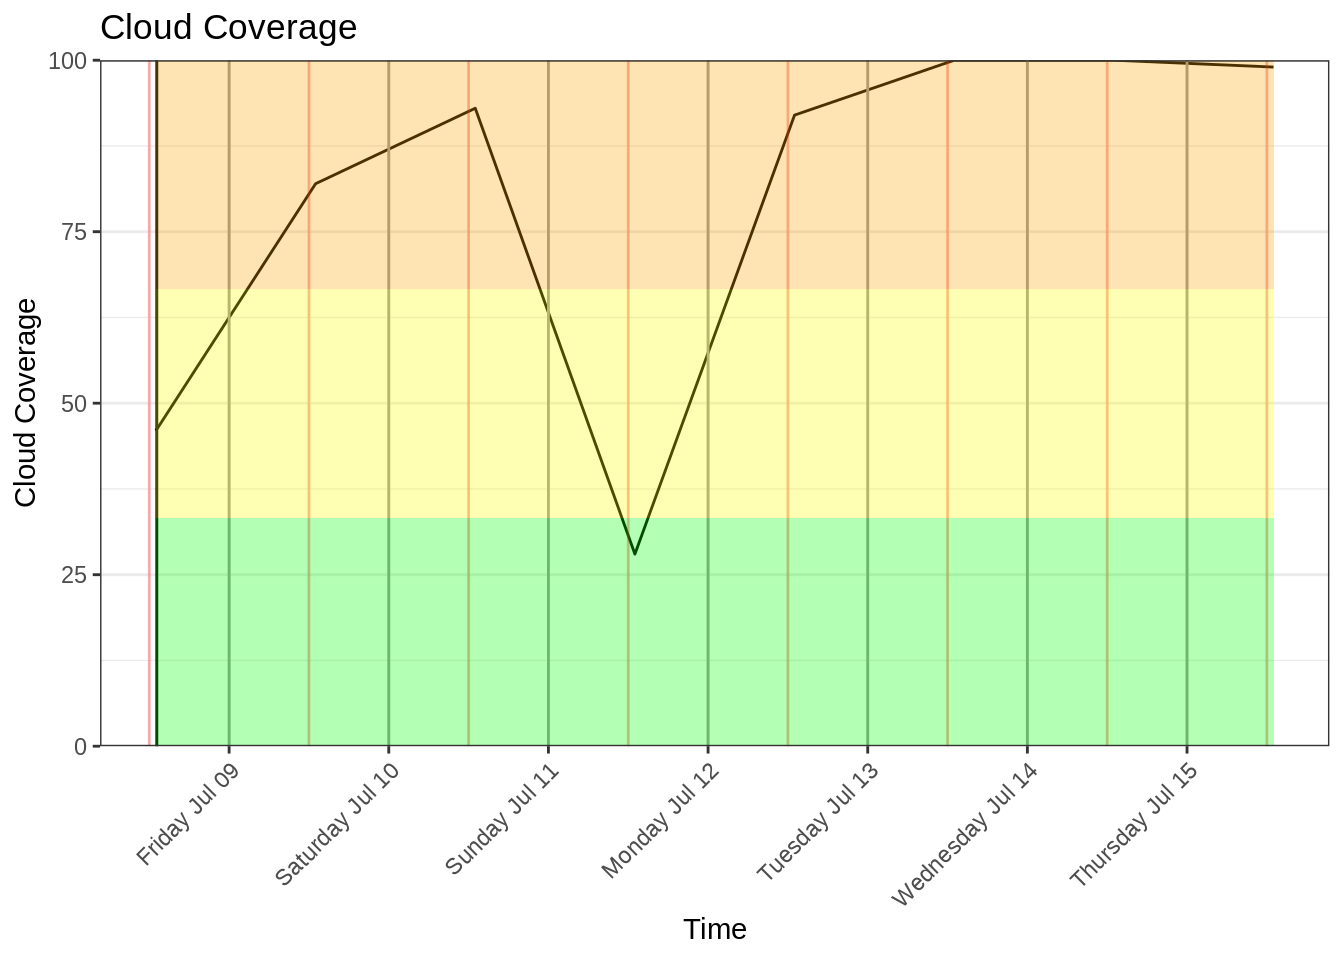 Cloud Coverage
100
75
50
25
0
Cloud Coverage
Friday Jul 09
Saturday Jul 10
Sunday Jul 11
Monday Jul 12
Tuesday Jul 13
Wednesday Jul 14
Thursday Jul 15
Time